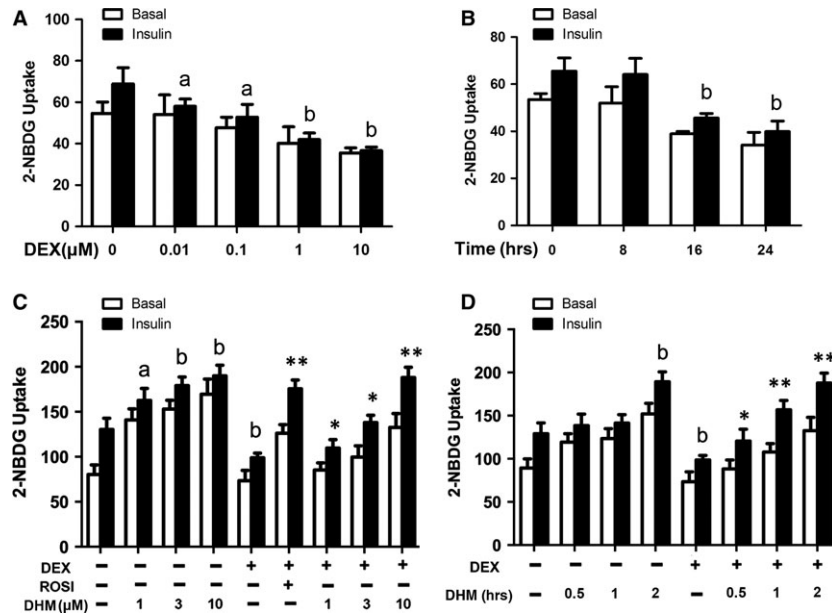 A
Basal
Insulin
2-NBDG Uptake
100
80
60
40
20
0
a
a
b
b
DEX(μM) 0 0.01 0.1 1 10
B
Basal
Insulin
2-NBDG Uptake
80
60
40
20
0
b
b
Time (hrs) 0 8 16 24
C
Basal
Insulin
2-NBDG Uptake
250
200
150
100
50
0
a
b
b
b
**
*
*
**
DEX – – – – + + + + +
ROSI – – – – – + – – –
DHM(μM) – 1 3 10 – – 1 3 10
D
Basal
Insulin
2-NBDG Uptake
250
200
150
100
50
0
b
b
*
**
**
DEX – – – – + + + +
DHM (hrs) – 0.5 1 2 – 0.5 1 2